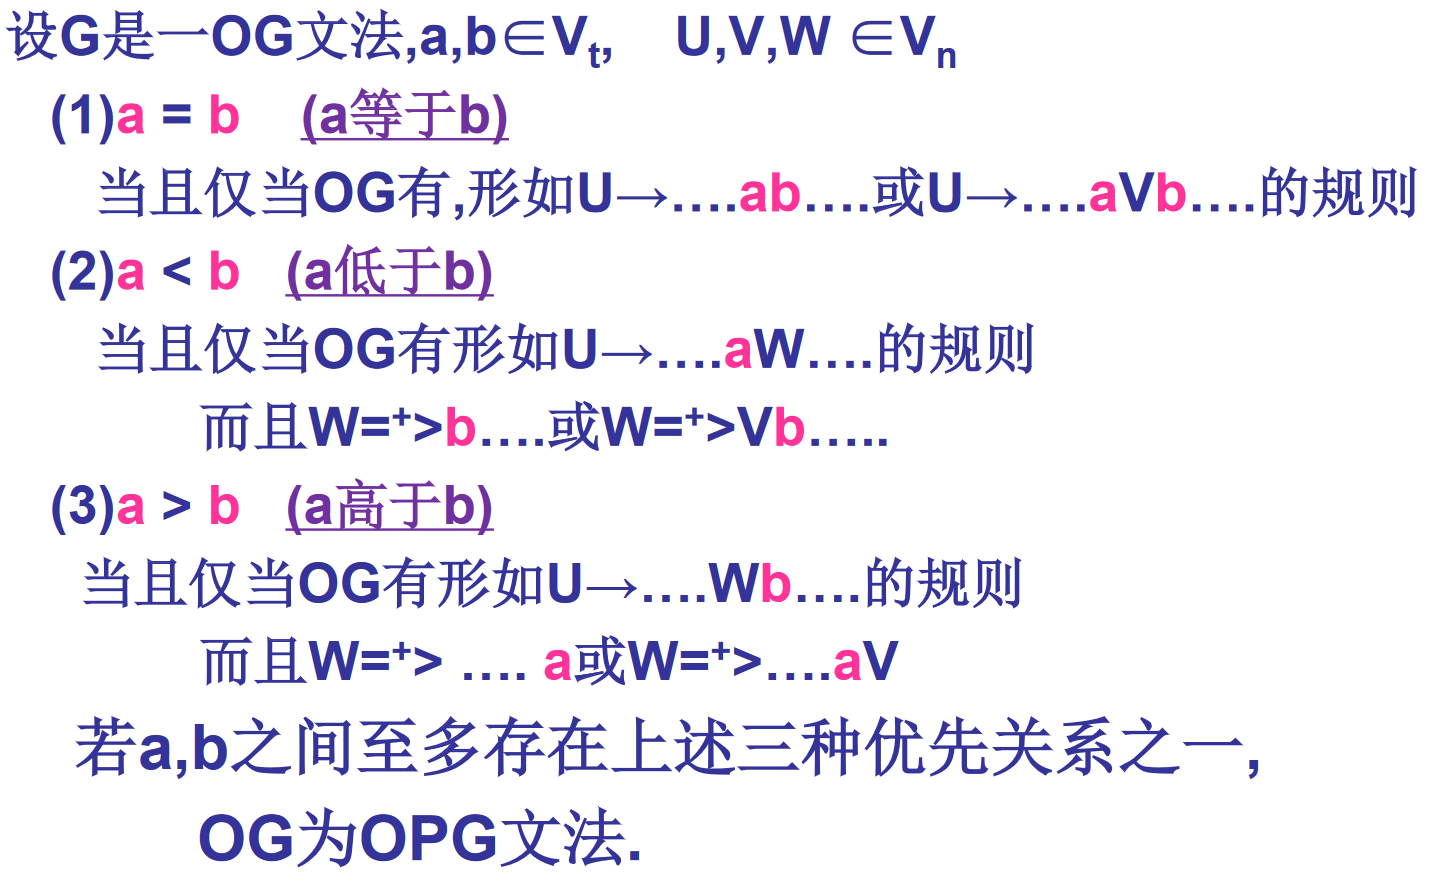 设G是一OG文法,a,b∈Vt, U,V,W ∈Vn
(1)a = b (a等于b)
当且仅当OG有,形如U→....ab....或U→....aVb....的规则
(2)a < b (a低于b)
当且仅当OG有形如U→....aW....的规则
而且W=+>b....或W=+>Vb.....
(3)a > b (a高于b)
当且仅当OG有形如U→....Wb....的规则
而且W=+> .... a或W=+>....aV
若a,b之间至多存在上述三种优先关系之一,
OG为OPG文法.